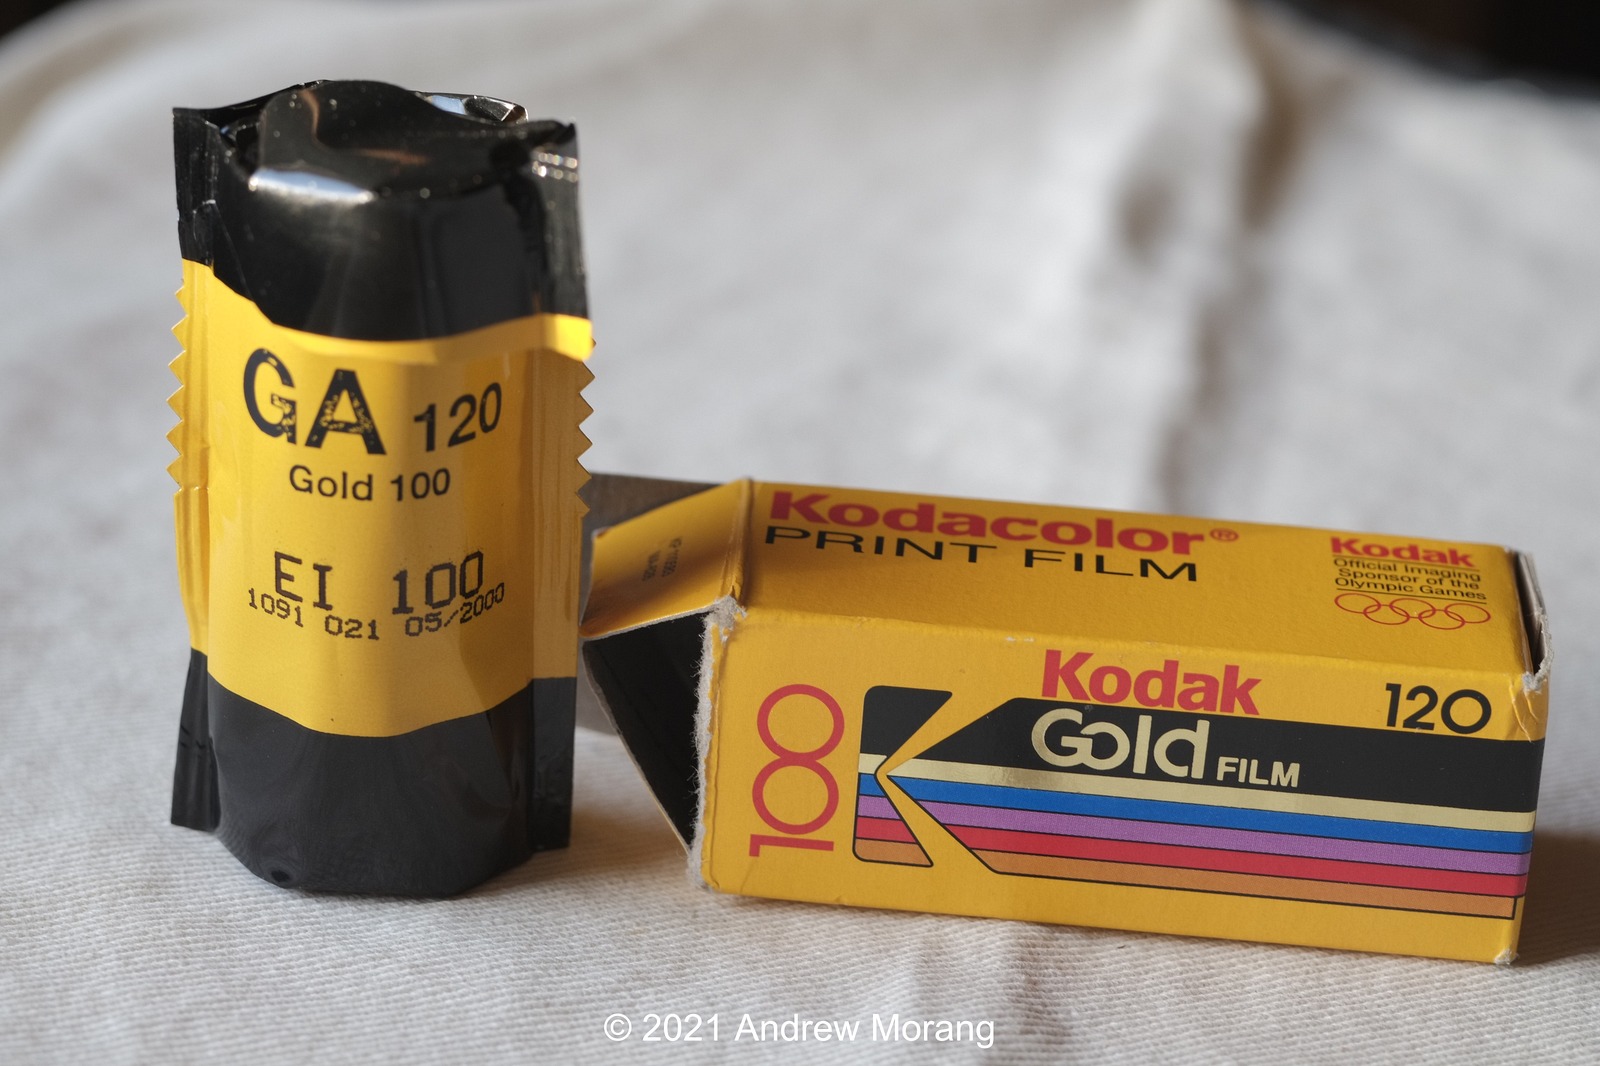 GA 120
Gold 100
EI 100
1091 021 05/2000
Kodacolor®
PRINT FILM
Kodak
Official Imaging
Sponsor of the
Olympic Games
100
Kodak
Gold FILM
120
© 2021 Andrew Morang